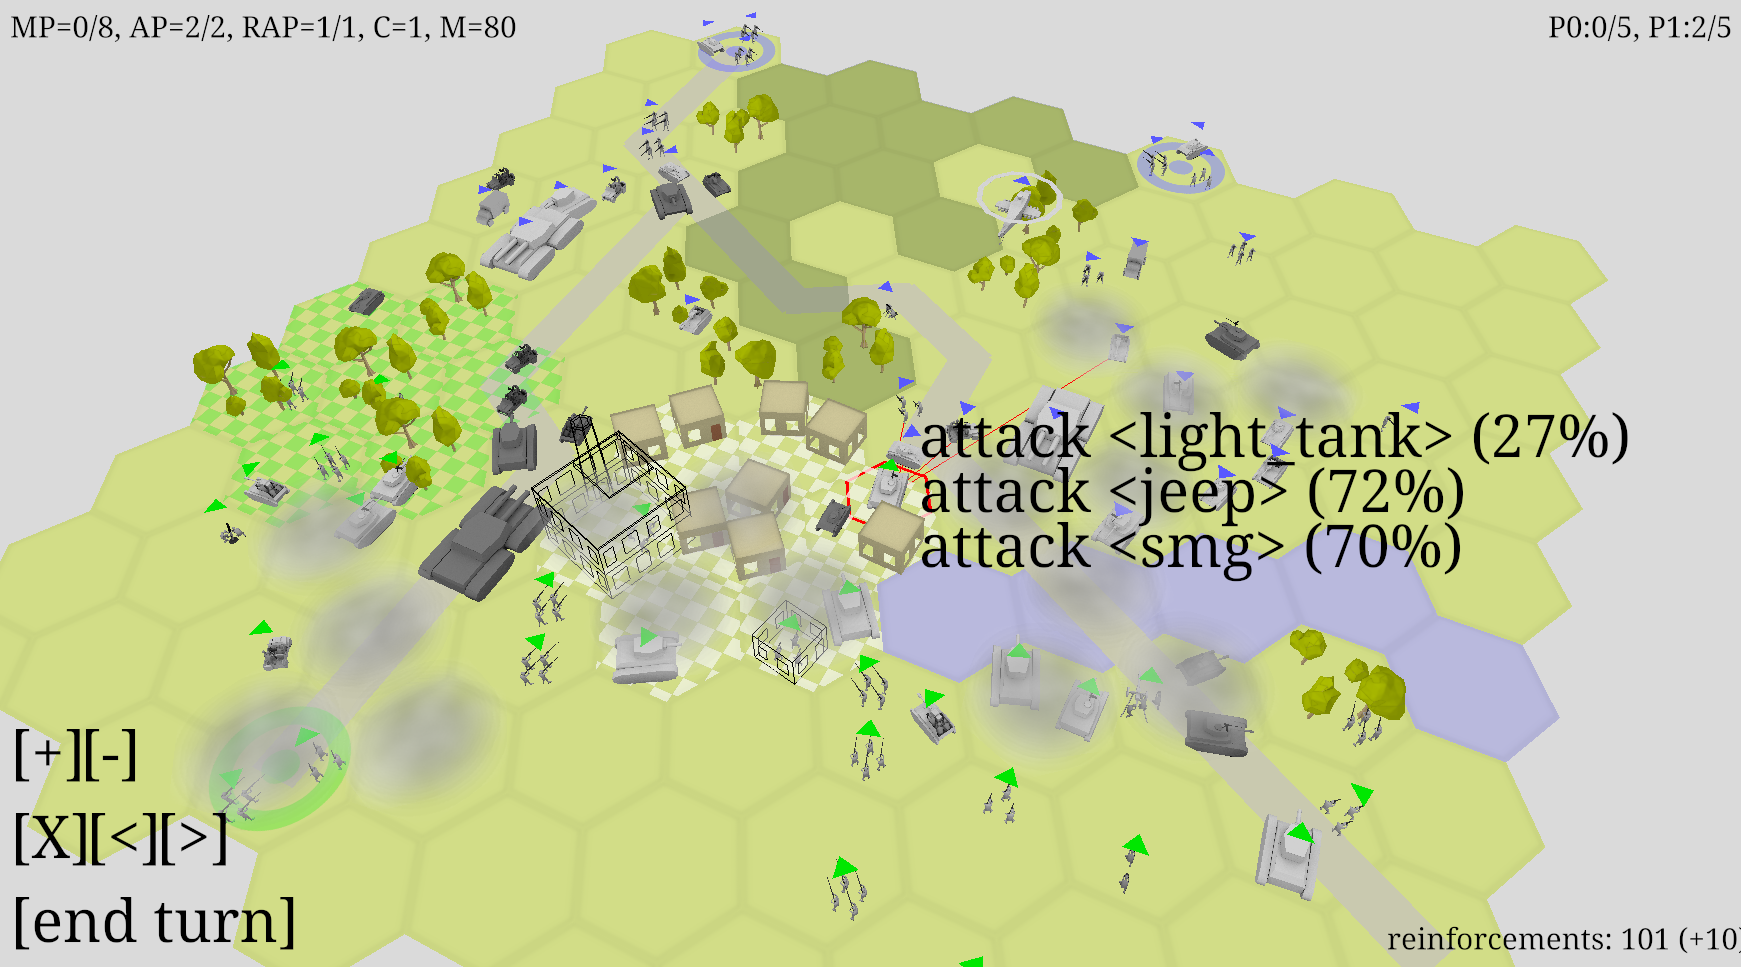 MP=0/8, AP=2/2, RAP=1/1, C=1, M=80
P0:0/5, P1:2/5
attack <light_tank> (27%)
attack <jeep> (72%)
attack <smg> (70%)
[+][-]
[X][<][>]
[end turn]
reinforcements: 101 (+10)